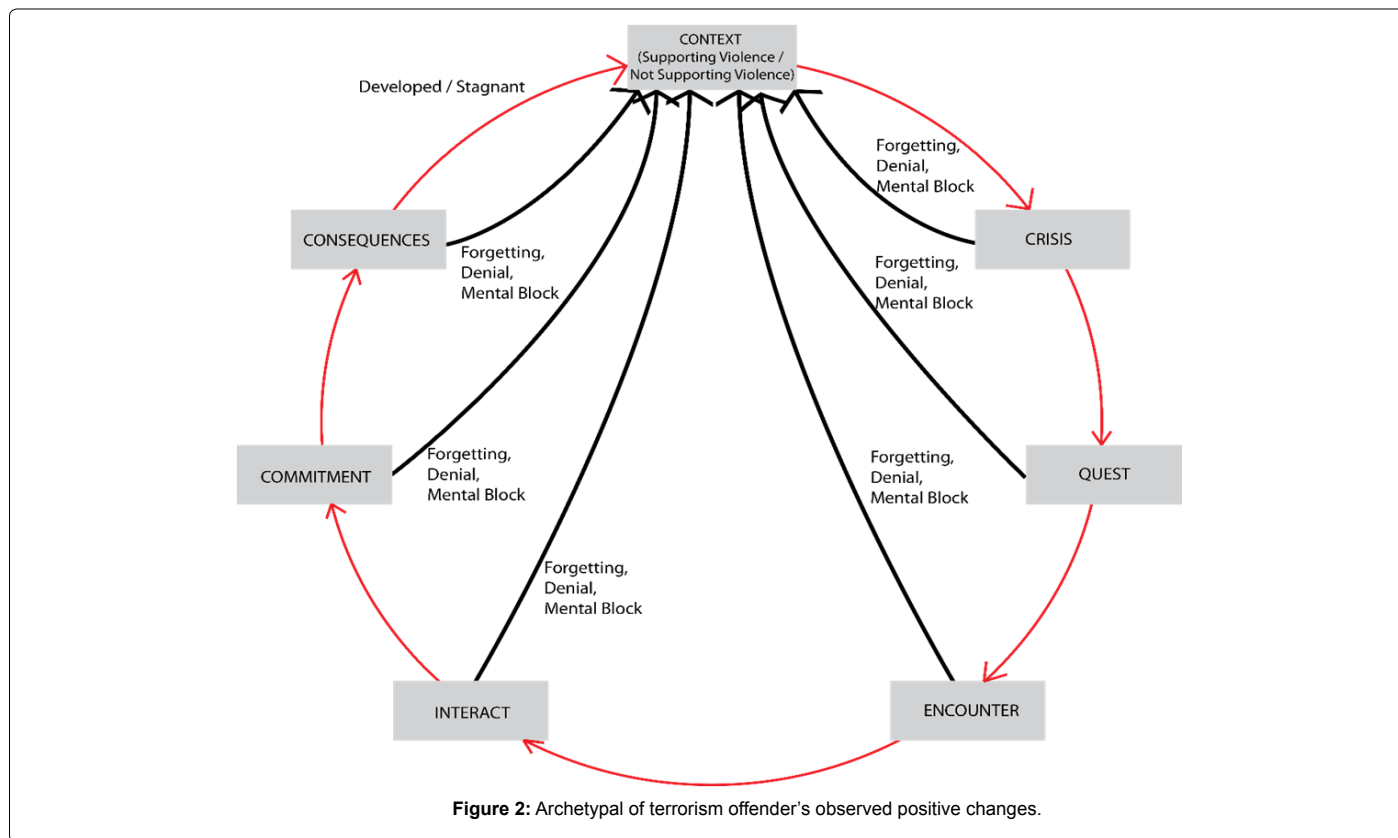 CONTEXT
(Supporting Violence /
Not Supporting Violence)
Developed / Stagnant
Forgetting,
Denial,
Mental Block
CONSEQUENCES
CRISIS
Forgetting,
Denial,
Mental Block
Forgetting,
Denial,
Mental Block
COMMITMENT
Forgetting,
Denial,
Mental Block
Forgetting,
Denial,
Mental Block
QUEST
Forgetting,
Denial,
Mental Block
INTERACT
ENCOUNTER
Figure 2: Archetypal of terrorism offender’s observed positive changes.